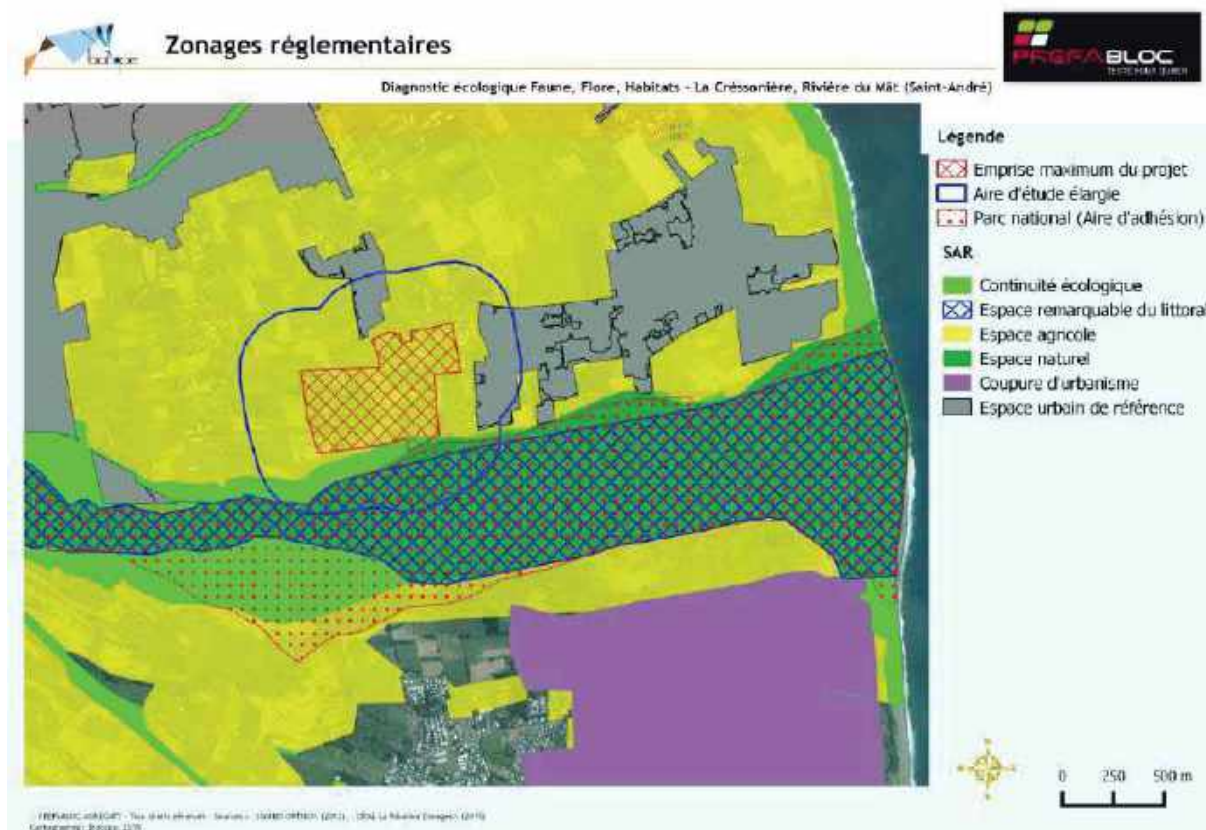 Zonages réglementaires
PREFABLOC
Diagnostic écologique Faune, Flore, Habitats - La Cressonière, Rivière du Mât (Saint-André)
Légende
Emprise maximum du projet
Aire d'étude élargie
Parc national (Aire d'adhésion)
SAR
Continuité écologique
Espace remarquable du littoral
Espace agricole
Espace naturel
Coupure d'urbanisme
Espace urbain de référence
0 250 500 m